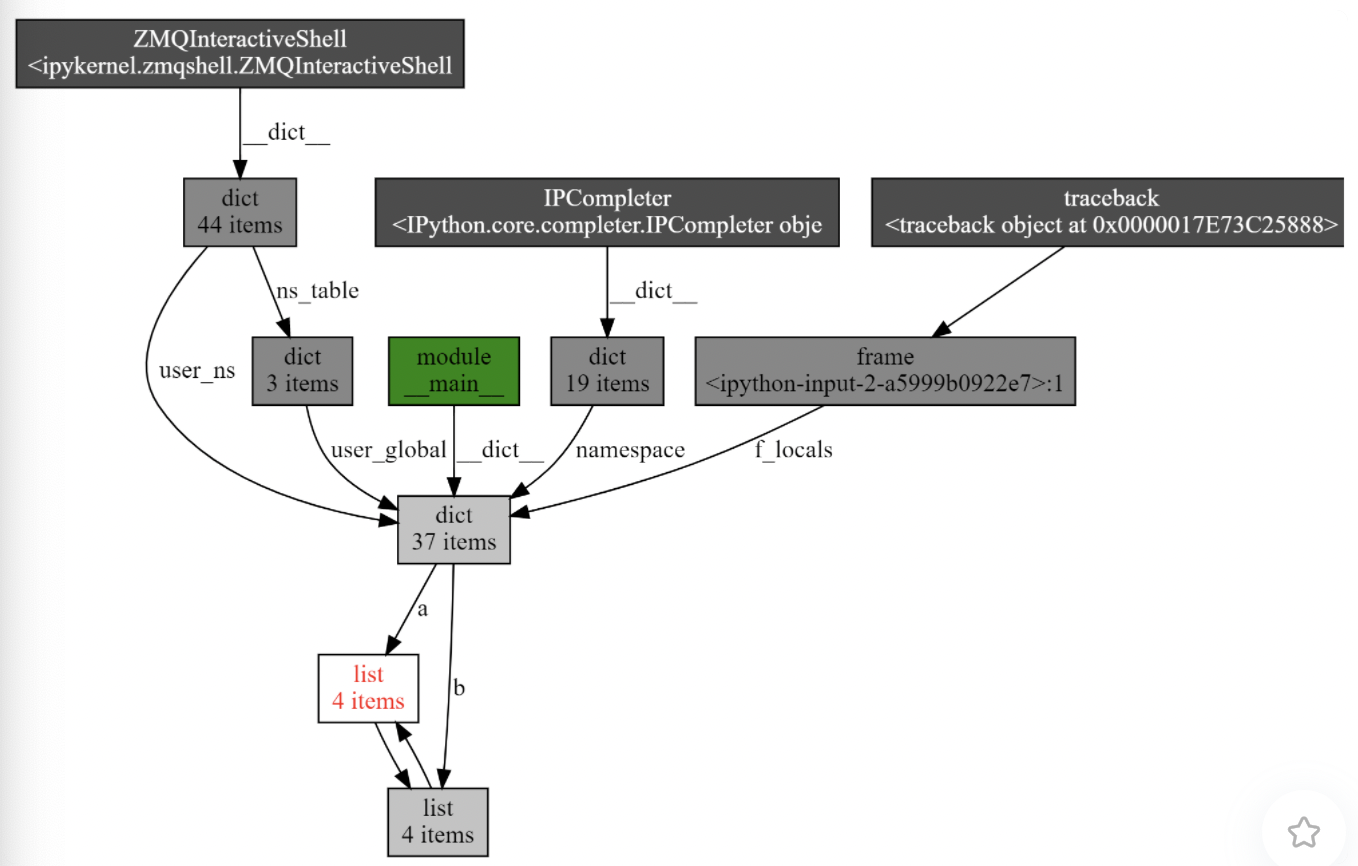 ZMQInteractiveShell
<ipykernel.zmqshell.ZMQInteractiveShell
__dict__
dict
44 items
IPCompleter
<IPython.core.completer.IPCompleter obje
traceback
<traceback object at 0x0000017E73C25888>
ns_table
__dict__
user_ns
dict
3 items
module
__main__
dict
19 items
frame
<ipython-input-2-a5999b0922e7>:1
user_global
__dict__
namespace
f_locals
dict
37 items
a
list
4 items
b
list
4 items